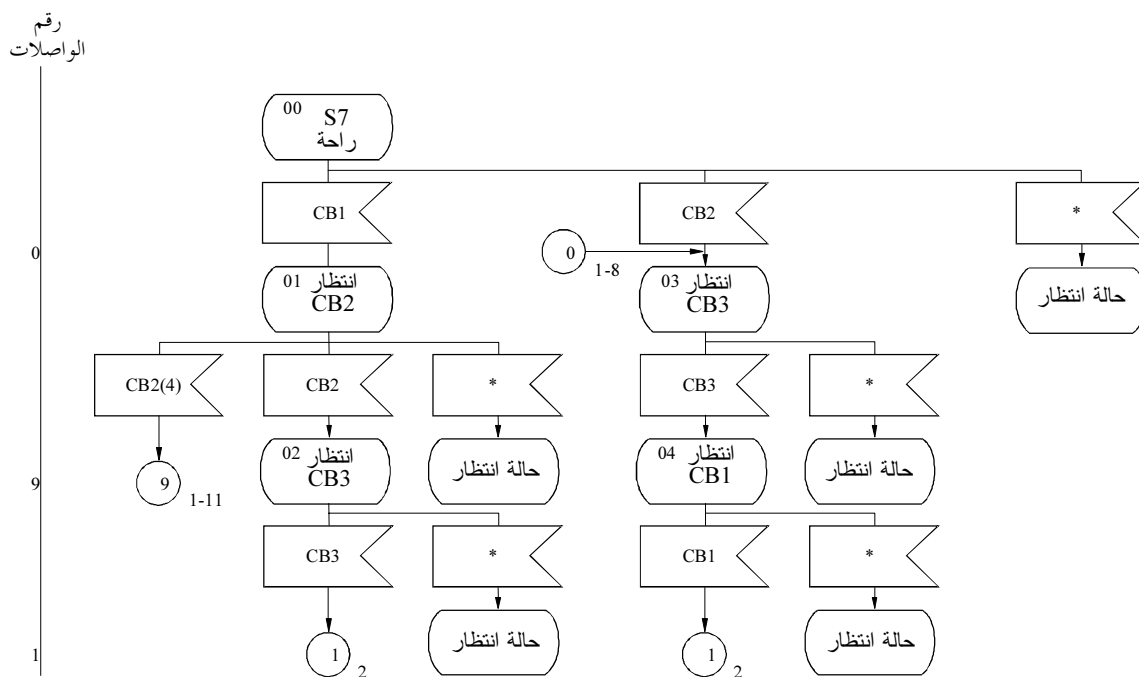 رقم
الواصلات
00
S7
راحة
CB1
CB2
*
0
0
1-8
01 انتظار
CB2
03 انتظار
CB3
حالة انتظار
CB2(4)
CB2
*
CB3
*
02 انتظار
CB3
حالة انتظار
04 انتظار
CB1
حالة انتظار
9
9
1-11
CB3
*
CB1
*
1
1
2
حالة انتظار
1
2
حالة انتظار